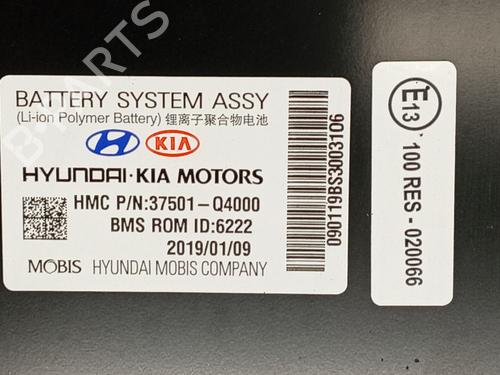 BATTERY SYSTEM ASSY
(Li-ion Polymer Battery) 锂离子聚合物电池
KIA
HYUNDAI·KIA MOTORS
HMC P/N:37501-Q4000
BMS ROM ID:6222
2019/01/09
MOBIS HYUNDAI MOBIS COMPANY
090119BS3003106
E13
100 RES - 020066
B-PARTS